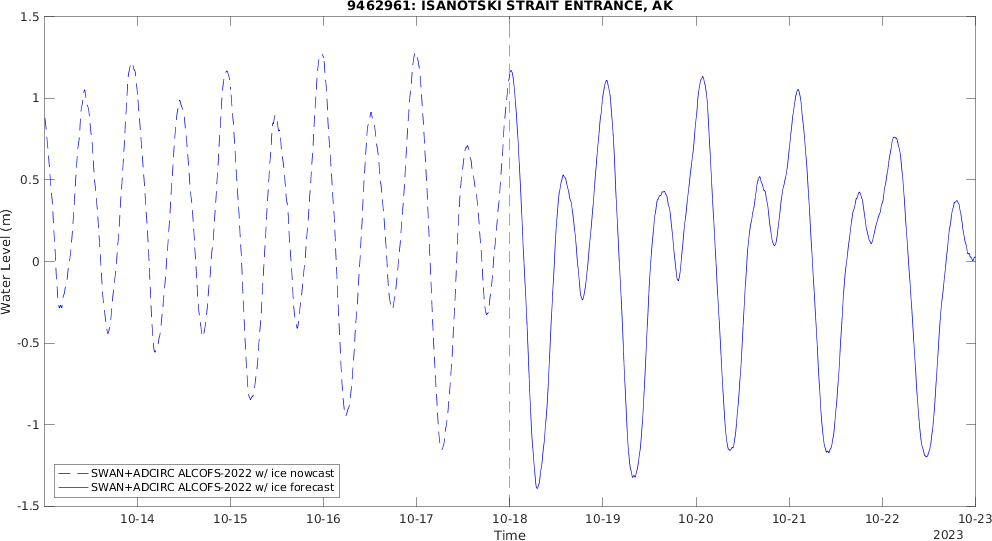 9462961: ISANOTSKI STRAIT ENTRANCE, AK
1.5
1
0.5
0
-0.5
-1
-1.5
Water Level (m)
SWAN+ADCIRC ALCOFS-2022 w/ ice nowcast
SWAN+ADCIRC ALCOFS-2022 w/ ice forecast
10-14 10-15 10-16 10-17 10-18 10-19 10-20 10-21 10-22 10-23
Time
2023